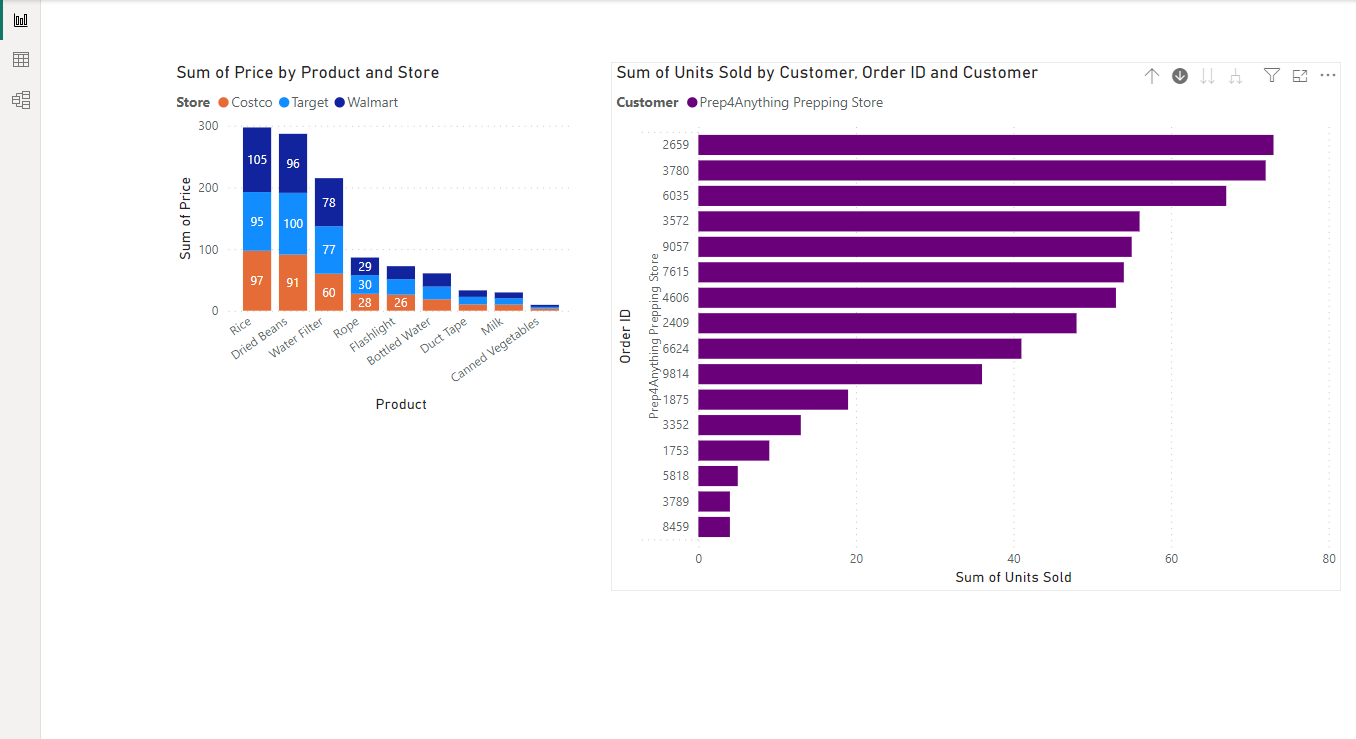 Sum of Price by Product and Store
Store Costco Target Walmart
300
200
100
0
Sum of Price
105
96
78
29
95
100
77
30
97
91
60
28
26
Rice
Dried Beans
Water Filter
Rope
Flashlight
Bottled Water
Duct Tape
Milk
Canned Vegetables
Product
Sum of Units Sold by Customer, Order ID and Customer
Customer Prep4Anything Prepping Store
Order ID
Prep4Anything Prepping Store
2659
3780
6035
3572
9057
7615
4606
2409
6624
9814
1875
3352
1753
5818
3789
8459
0 20 40 60 80
Sum of Units Sold